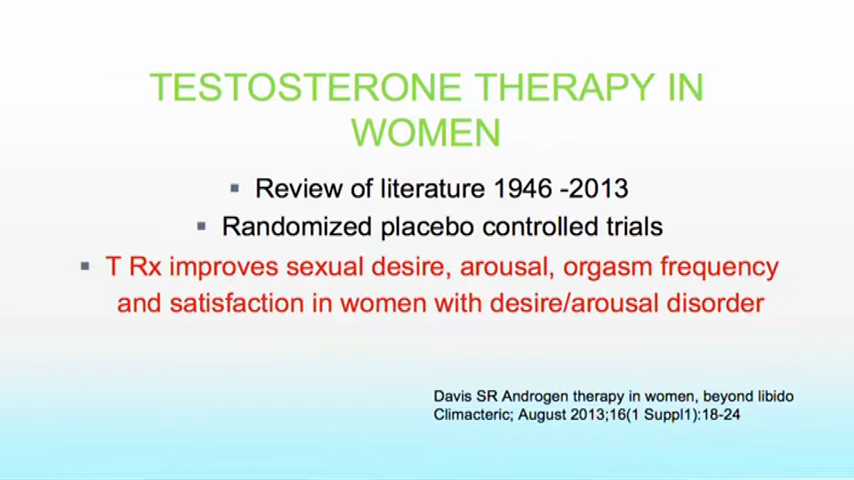 TESTOSTERONE THERAPY IN
WOMEN
▪ Review of literature 1946 -2013
▪ Randomized placebo controlled trials
▪ T Rx improves sexual desire, arousal, orgasm frequency
and satisfaction in women with desire/arousal disorder
Davis SR Androgen therapy in women, beyond libido
Climacteric; August 2013;16(1 Suppl1):18-24